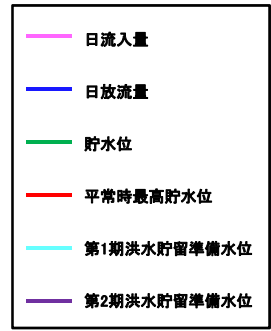 日流入量
日放流量
貯水位
平常時最高貯水位
第1期洪水貯留準備水位
第2期洪水貯留準備水位